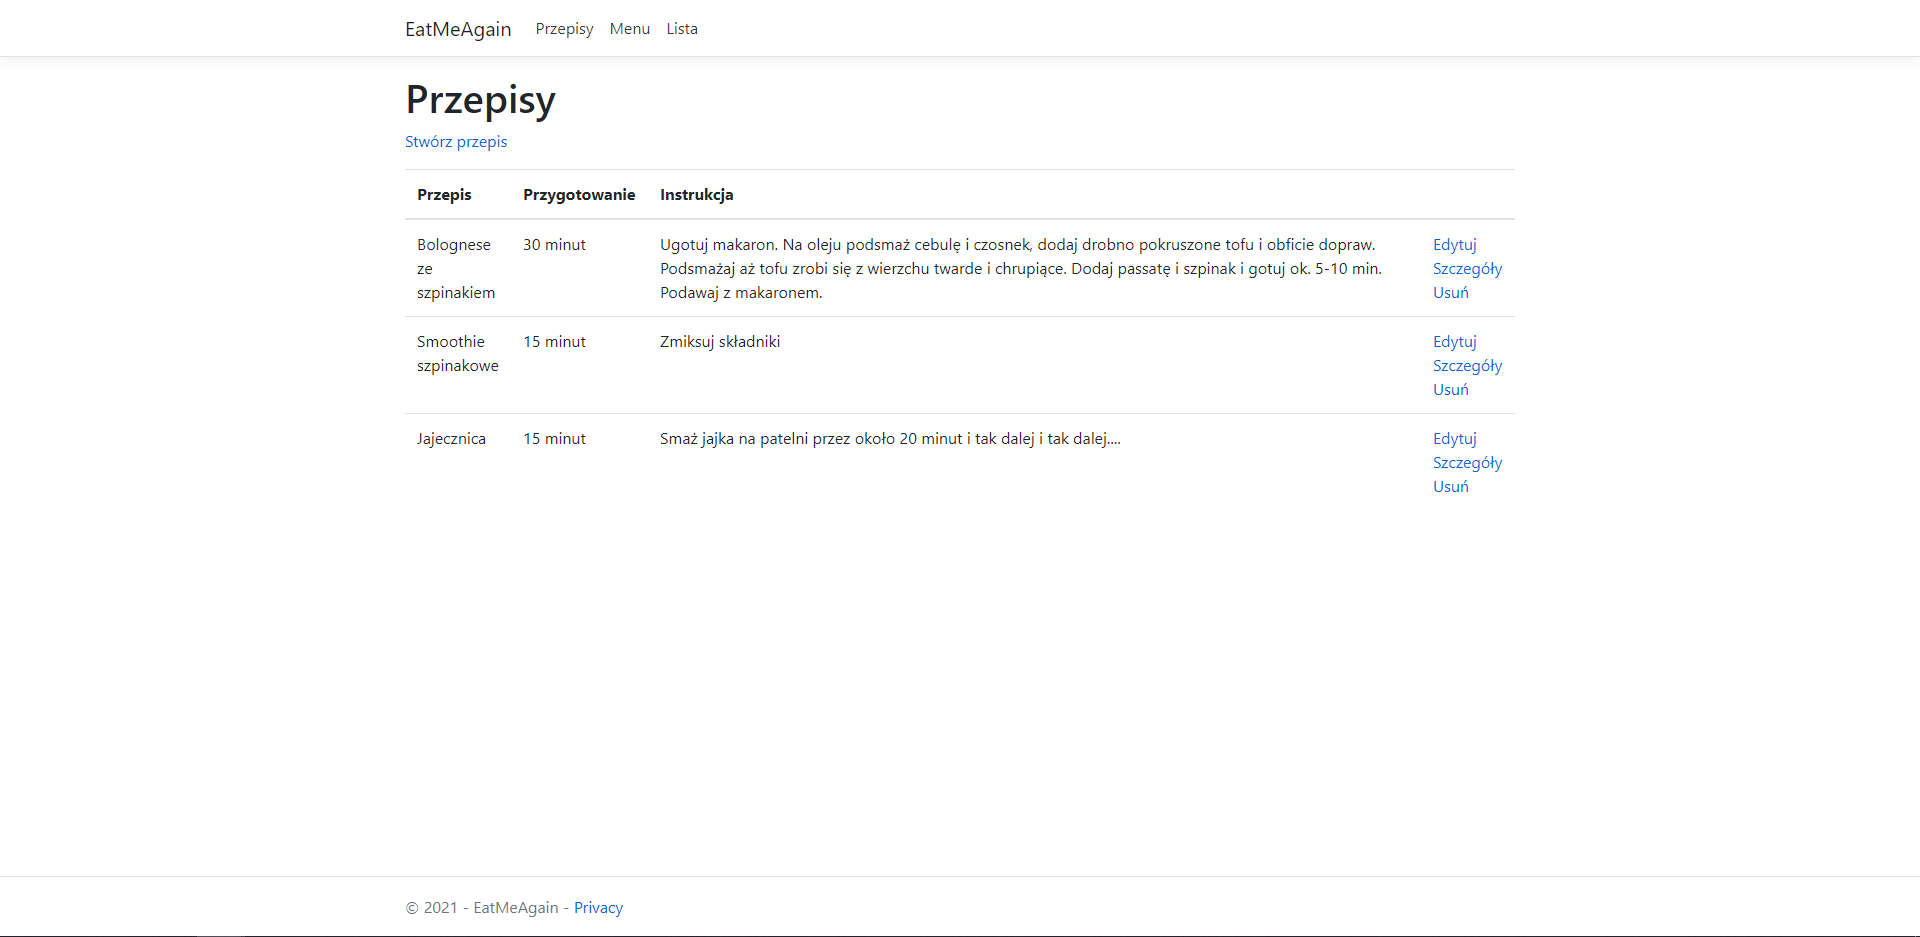 EatMeAgain Przepisy Menu Lista
Przepisy
Stwórz przepis
Przepis Przygotowanie Instrukcja
Bolognese ze szpinakiem 30 minut Ugotuj makaron. Na oleju podsmaż cebulę i czosnek, dodaj drobno pokruszone tofu i obficie dopraw.
Podsmażaj aż tofu zrobi się z wierzchu twarde i chrupiące. Dodaj passatę i szpinak i gotuj ok. 5-10 min.
Podawaj z makaronem.
Edytuj
Szczegóły
Usuń
Smoothie szpinakowe 15 minut Zmiksuj składniki
Edytuj
Szczegóły
Usuń
Jajecznica 15 minut Smaż jajka na patelni przez około 20 minut i tak dalej i tak dalej....
Edytuj
Szczegóły
Usuń
© 2021 - EatMeAgain - Privacy